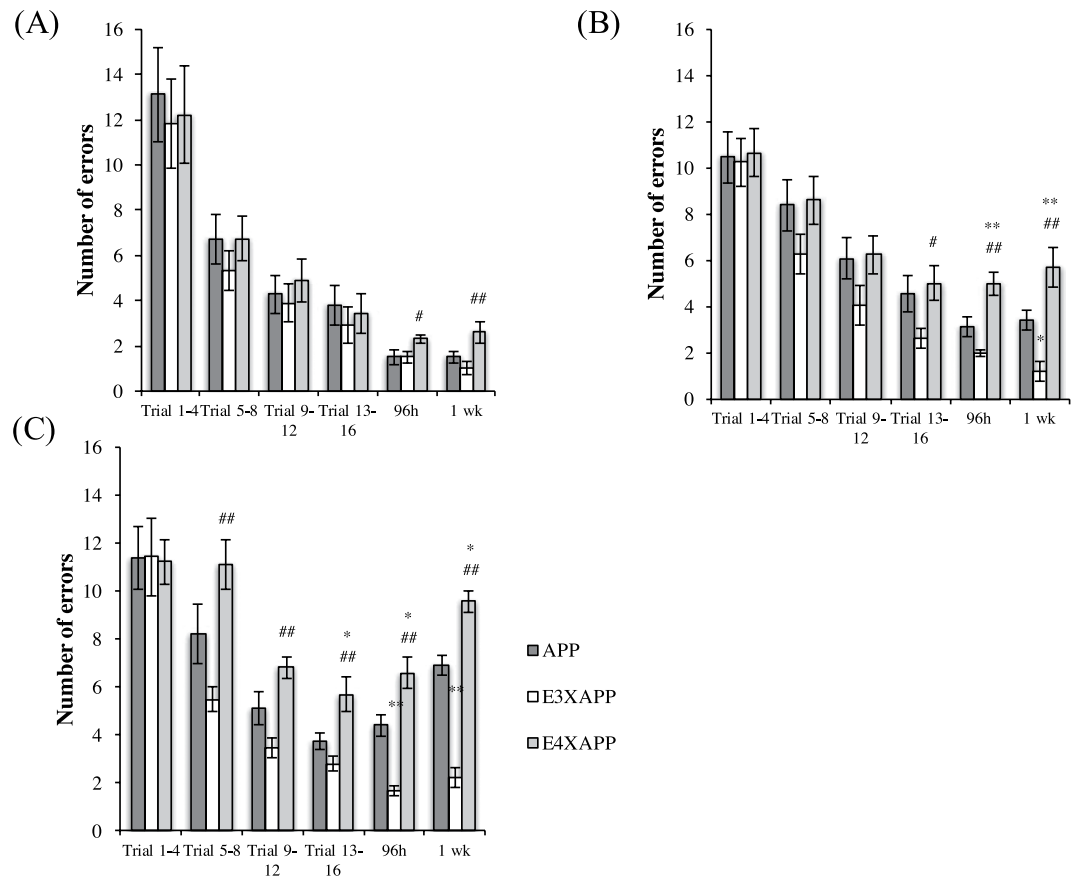 (A)
Number of errors
16
14
12
10
8
6
4
2
0
#
##
Trial 1-4 Trial 5-8 Trial 9- Trial 13- 96h 1 wk
12 16
(B)
Number of errors
16
14
12
10
8
6
4
2
0
** **
# ## ##
*
Trial 1-4 Trial 5-8 Trial 9- Trial 13- 96h 1 wk
12 16
(C)
Number of errors
16
14
12
10
8
6
4
2
0
##
##
* * *
## ## ##
** **
Trial 1-4 Trial 5-8 Trial 9- Trial 13- 96h 1 wk
12 16
APP
E3XAPP
E4XAPP